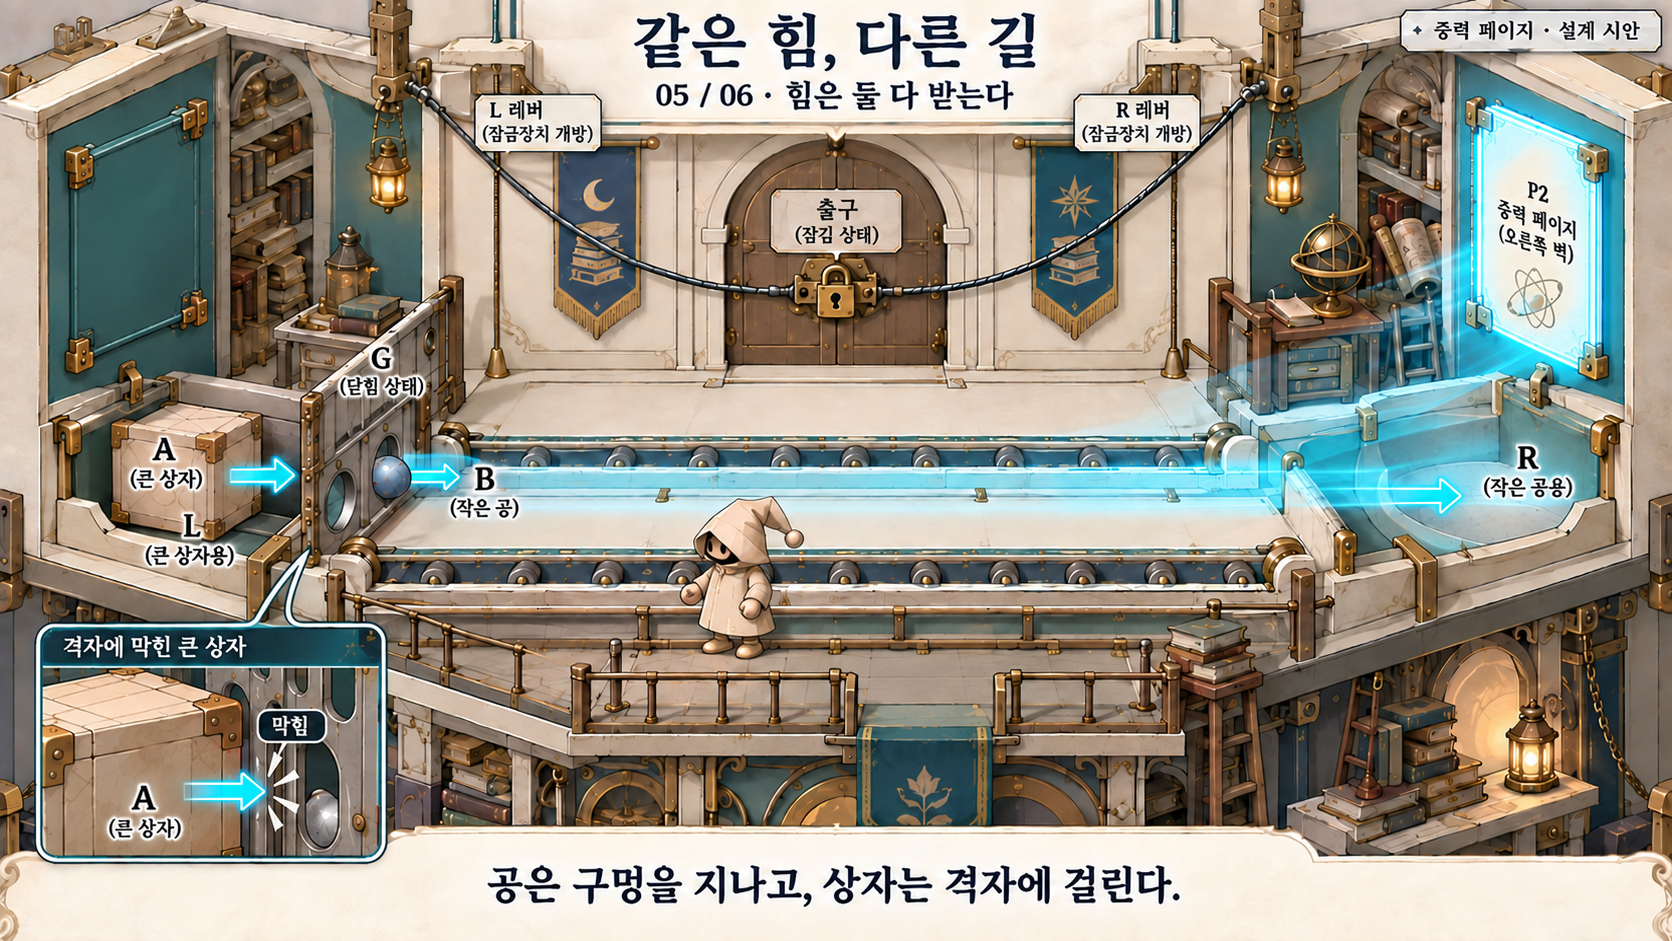 같은 힘, 다른 길
05 / 06 · 힘은 둘 다 받는다
✦ 중력 페이지 · 설계 시안
L 레버
(잠금장치 개방)
R 레버
(잠금장치 개방)
출구
(잠김 상태)
P2
중력 페이지
(오른쪽 벽)
G
(닫힘 상태)
A
(큰 상자)
L
(큰 상자용)
B
(작은 공)
R
(작은 공용)
격자에 막힌 큰 상자
막힘
A
(큰 상자)
공은 구멍을 지나고, 상자는 격자에 걸린다.